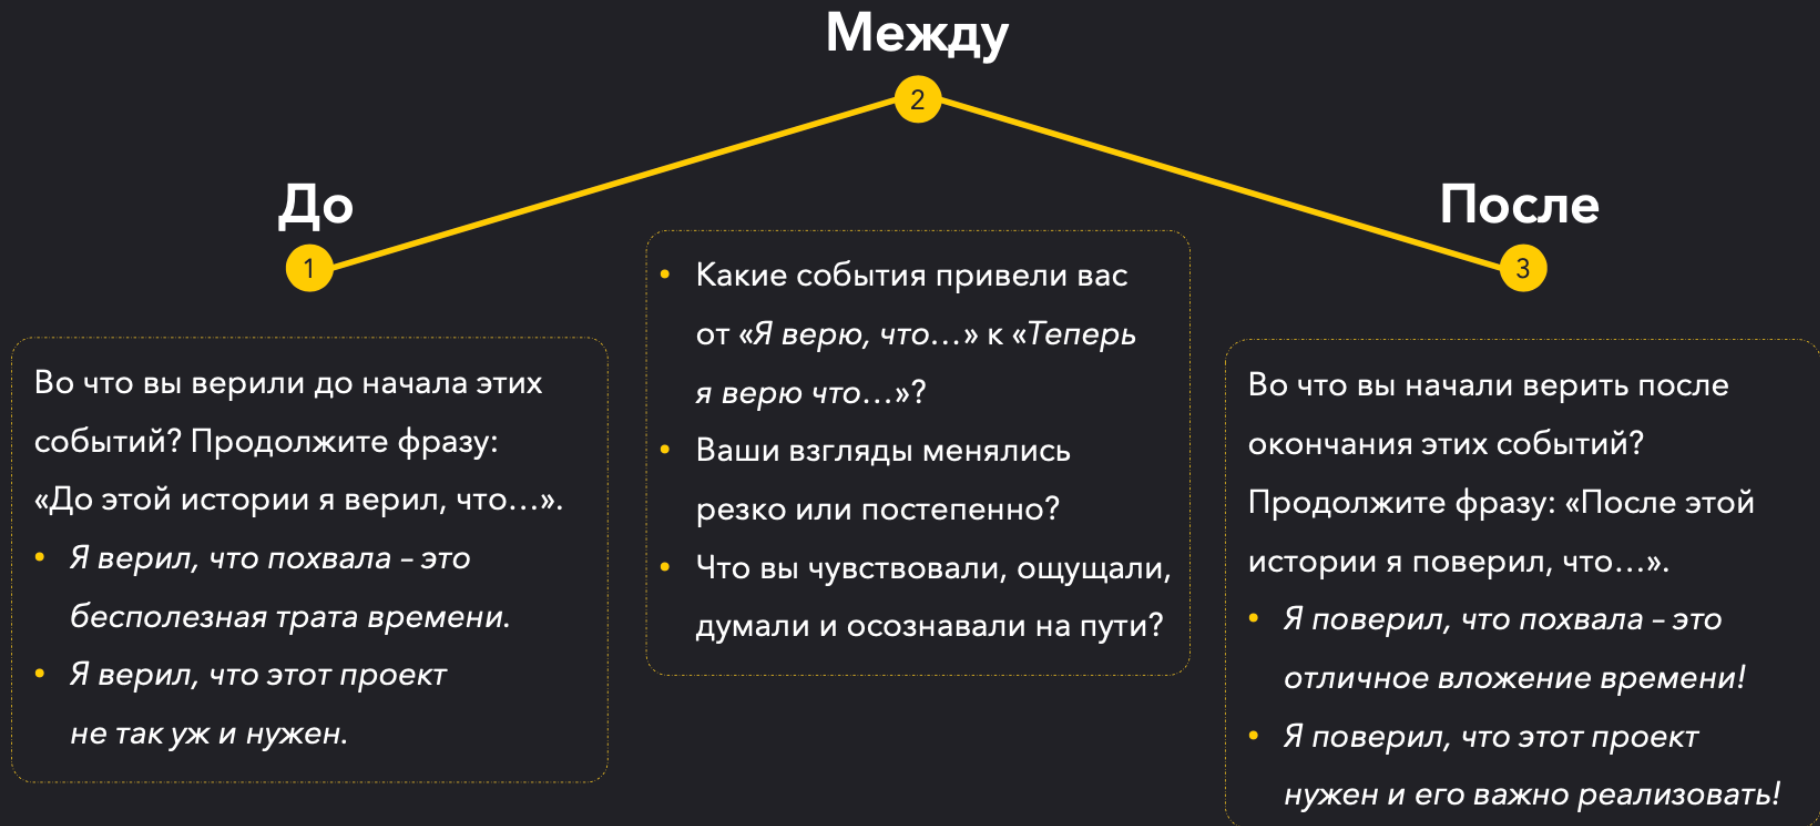 Между
2
До
1
Во что вы верили до начала этих
событий? Продолжите фразу:
«До этой истории я верил, что…».
• Я верил, что похвала – это
бесполезная трата времени.
• Я верил, что этот проект
не так уж и нужен.
• Какие события привели вас
от «Я верю, что…» к «Теперь
я верю что…»?
• Ваши взгляды менялись
резко или постепенно?
• Что вы чувствовали, ощущали,
думали и осознавали на пути?
После
3
Во что вы начали верить после
окончания этих событий?
Продолжите фразу: «После этой
истории я поверил, что…».
• Я поверил, что похвала – это
отличное вложение времени!
• Я поверил, что этот проект
нужен и его важно реализовать!